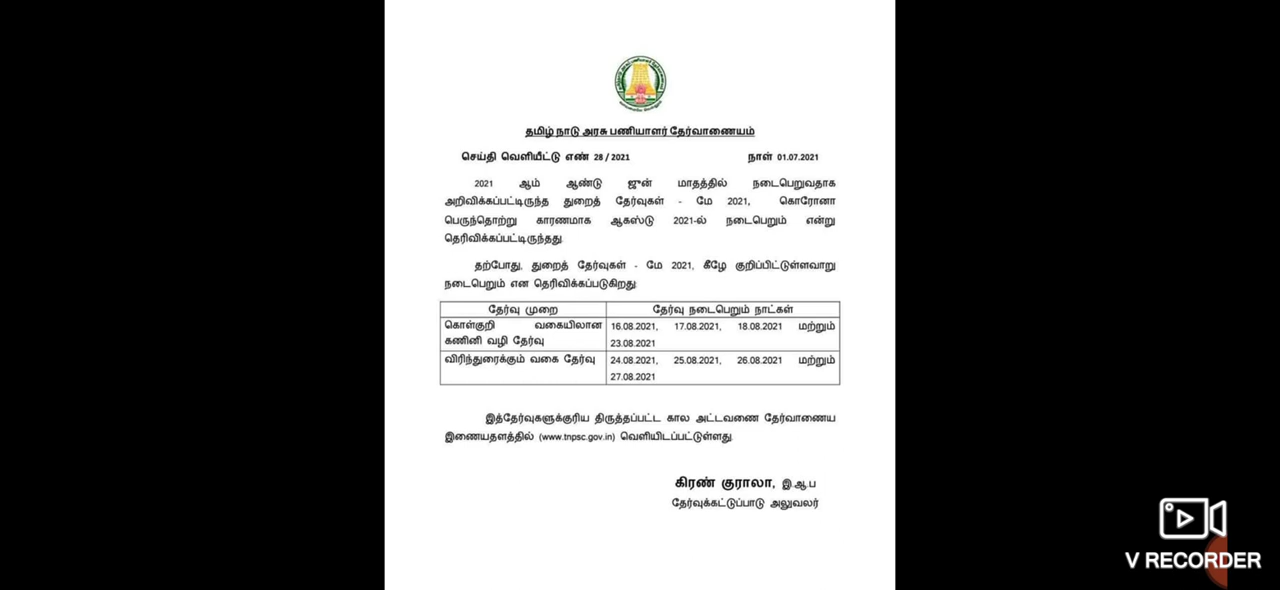 தமிழ் நாடு அரசு பணியாளர் தேர்வாணையம்
செய்தி வெளியீட்டு எண் 28 / 2021 நாள் 01.07.2021
2021 ஆம் ஆண்டு ஜுன் மாதத்தில் நடைபெறுவதாக
அறிவிக்கப்பட்டிருந்த துறைத் தேர்வுகள் - மே 2021, கொரோனா
பெருந்தொற்று காரணமாக ஆகஸ்டு 2021-ல் நடைபெறும் என்று
தெரிவிக்கப்பட்டிருந்தது.
தற்போது, துறைத் தேர்வுகள் - மே 2021, கீழே குறிப்பிட்டுள்ளவாறு
நடைபெறும் என தெரிவிக்கப்படுகிறது:
தேர்வு முறை தேர்வு நடைபெறும் நாட்கள்
கொள்குறி வகையிலான 16.08.2021, 17.08.2021, 18.08.2021 மற்றும்
கணினி வழி தேர்வு 23.08.2021
விரிந்துரைக்கும் வகை தேர்வு 24.08.2021, 25.08.2021, 26.08.2021 மற்றும்
27.08.2021
இத்தேர்வுகளுக்குரிய திருத்தப்பட்ட கால அட்டவணை தேர்வாணைய
இணையதளத்தில் (www.tnpsc.gov.in) வெளியிடப்பட்டுள்ளது.
கிரண் குராலா, இ.ஆ.ப
தேர்வுக்கட்டுப்பாடு அலுவலர்
V RECORDER